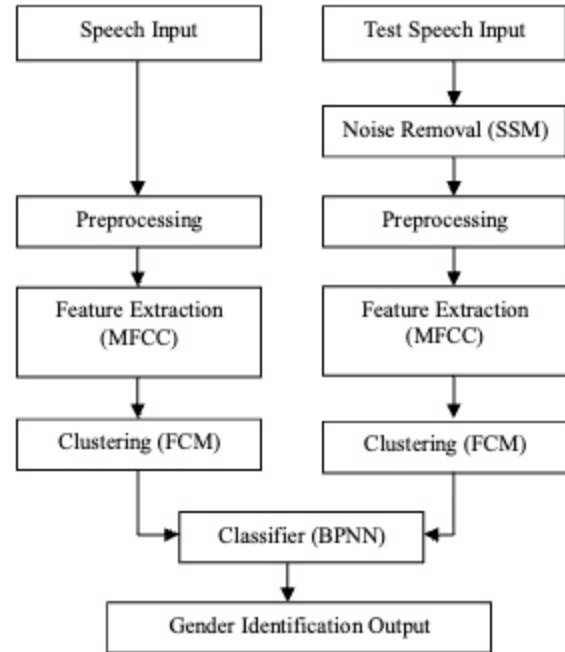 Speech Input
Test Speech Input
Noise Removal (SSM)
Preprocessing
Preprocessing
Feature Extraction
(MFCC)
Feature Extraction
(MFCC)
Clustering (FCM)
Clustering (FCM)
Classifier (BPNN)
Gender Identification Output